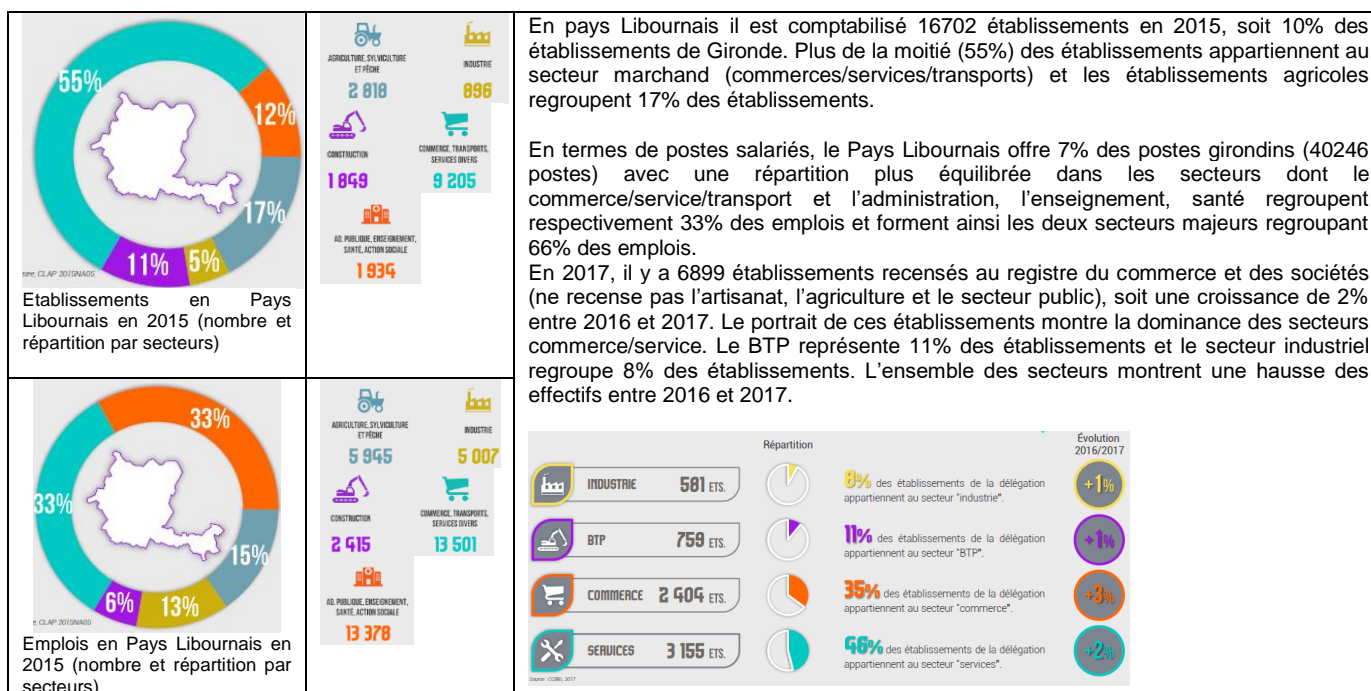 55%
12%
17%
5%
11%
see, CLAP 2015NA05
Etablissements en Pays
Libournais en 2015 (nombre et
répartition par secteurs)
AGRICULTURE, SYLVICULTURE
ET PÊCHE
2 818
INDUSTRIE
896
CONSTRUCTION
1 849
COMMERCE, TRANSPORTS,
SERVICES DIVERS
9 205
AD. PUBLIQUE, ENSEIGNEMENT,
SANTÉ, ACTION SOCIALE
1 934
En pays Libournais il est comptabilisé 16702 établissements en 2015, soit 10% des
établissements de Gironde. Plus de la moitié (55%) des établissements appartiennent au
secteur marchand (commerces/services/transports) et les établissements agricoles
regroupent 17% des établissements.
En termes de postes salariés, le Pays Libournais offre 7% des postes girondins (40246
postes) avec une répartition plus équilibrée dans les secteurs dont le
commerce/service/transport et l'administration, l'enseignement, santé regroupent
respectivement 33% des emplois et forment ainsi les deux secteurs majeurs regroupant
66% des emplois.
En 2017, il y a 6899 établissements recensés au registre du commerce et des sociétés
(ne recense pas l'artisanat, l'agriculture et le secteur public), soit une croissance de 2%
entre 2016 et 2017. Le portrait de ces établissements montre la dominance des secteurs
commerce/service. Le BTP représente 11% des établissements et le secteur industriel
regroupe 8% des établissements. L'ensemble des secteurs montrent une hausse des
effectifs entre 2016 et 2017.
33%
33%
15%
13%
6%
e, CLAP 2015NA05
Emplois en Pays Libournais en
2015 (nombre et répartition par
secteurs)
AGRICULTURE, SYLVICULTURE
ET PÊCHE
5 945
INDUSTRIE
5 007
CONSTRUCTION
2 415
COMMERCE, TRANSPORTS,
SERVICES DIVERS
13 501
AD. PUBLIQUE, ENSEIGNEMENT,
SANTÉ, ACTION SOCIALE
13 378
Répartition
Évolution
2016/2017
INDUSTRIE 581 ETS.
8% des établissements de la délégation
appartiennent au secteur "industrie".
+1%
BTP 759 ETS.
11% des établissements de la délégation
appartiennent au secteur "BTP".
+1%
COMMERCE 2 404 ETS.
35% des établissements de la délégation
appartiennent au secteur "commerce".
+3%
SERVICES 3 155 ETS.
46% des établissements de la délégation
appartiennent au secteur "services".
+2%
Source : CCIBG, 2017